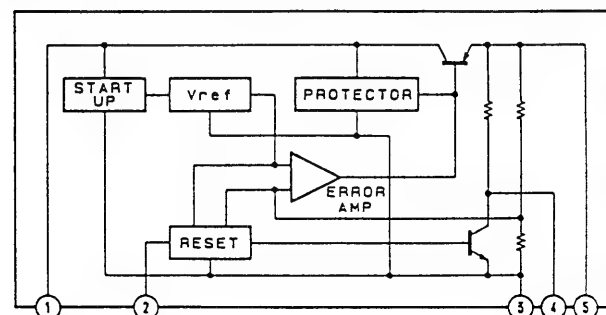 START
UP
Vref
PROTECTOR
ERROR
AMP
RESET
1
2
3
4
5